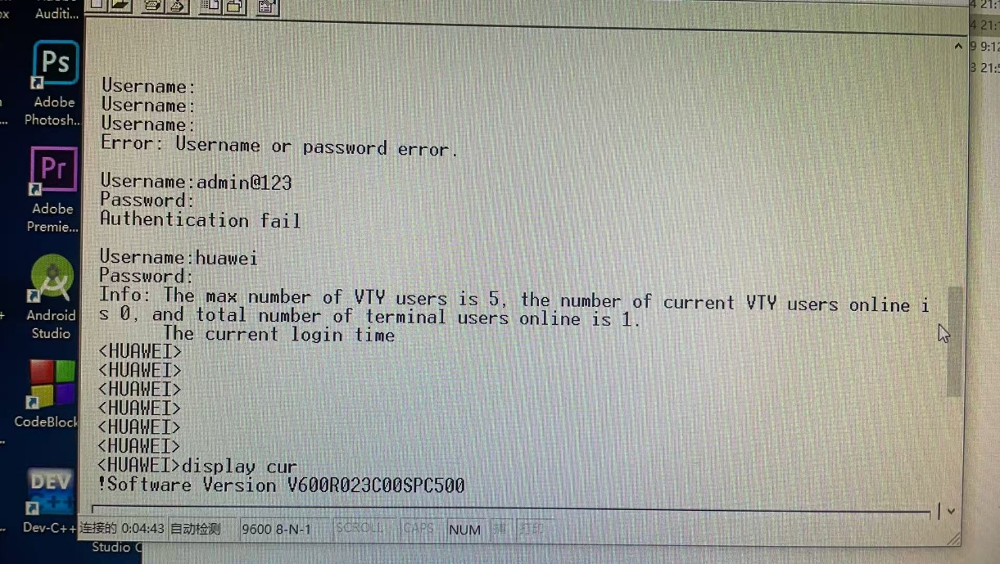 Auditi...
4 21:
9 9:12
Ps
Adobe
Photosh...
Pr
Adobe
Premie...
Android
Studio
CodeBlock
DEV
C++
Dev-C++
Studio
Username:
Username:
Username:
Error: Username or password error.
Username:admin@123
Password:
Authentication fail
Username:huawei
Password:
Info: The max number of VTY users is 5, the number of current VTY users online i
s 0, and total number of terminal users online is 1.
The current login time
<HUAWEI>
<HUAWEI>
<HUAWEI>
<HUAWEI>
<HUAWEI>
<HUAWEI>
<HUAWEI>display cur
!Software Version V600R023C00SPC500
连接的 0:04:43 自动检测 9600 8-N-1 SCROLL CAPS NUM 捕 打印